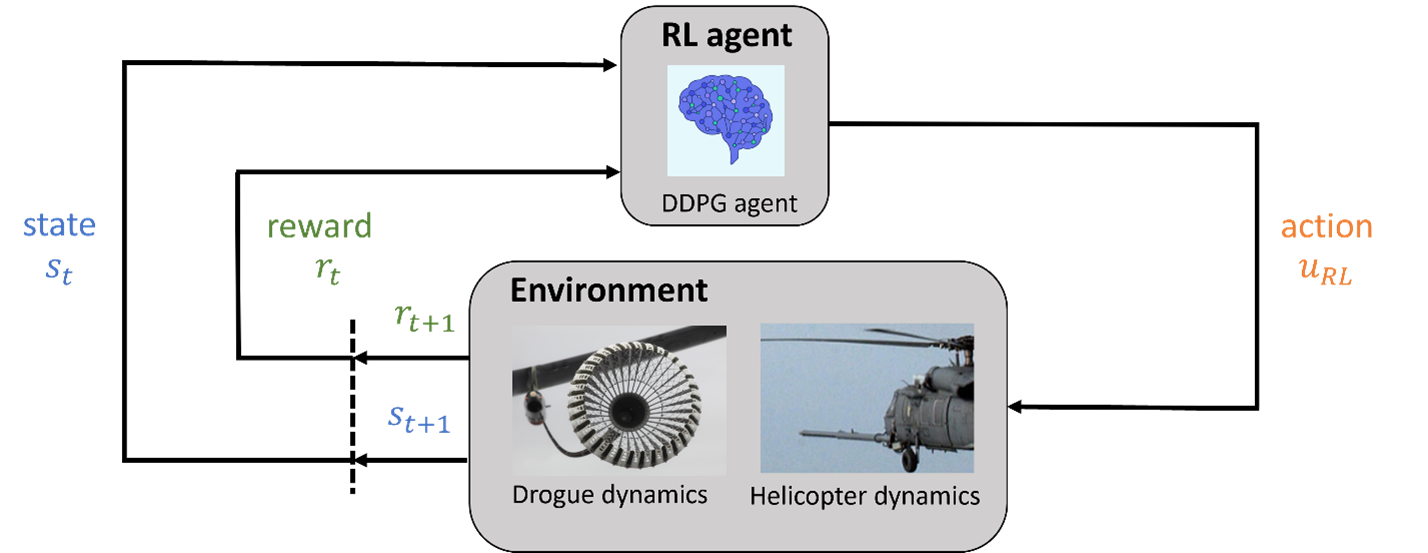 RL agent
DDPG agent
state
s_t
reward
r_t
r_{t+1}
s_{t+1}
action
u_{RL}
Environment
Drogue dynamics
Helicopter dynamics